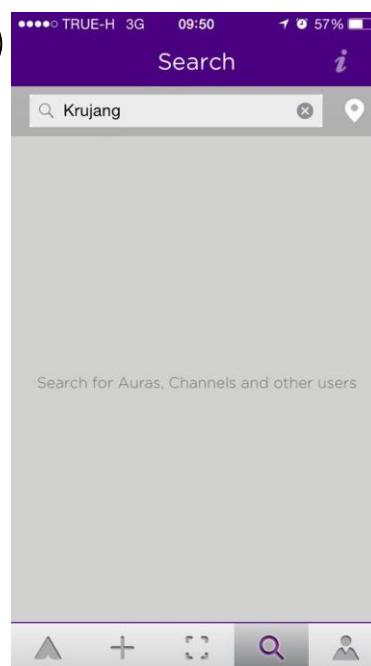 )
TRUE-H 3G 09:50 57%
Search i
Krujang
Search for Auras, Channels and other users